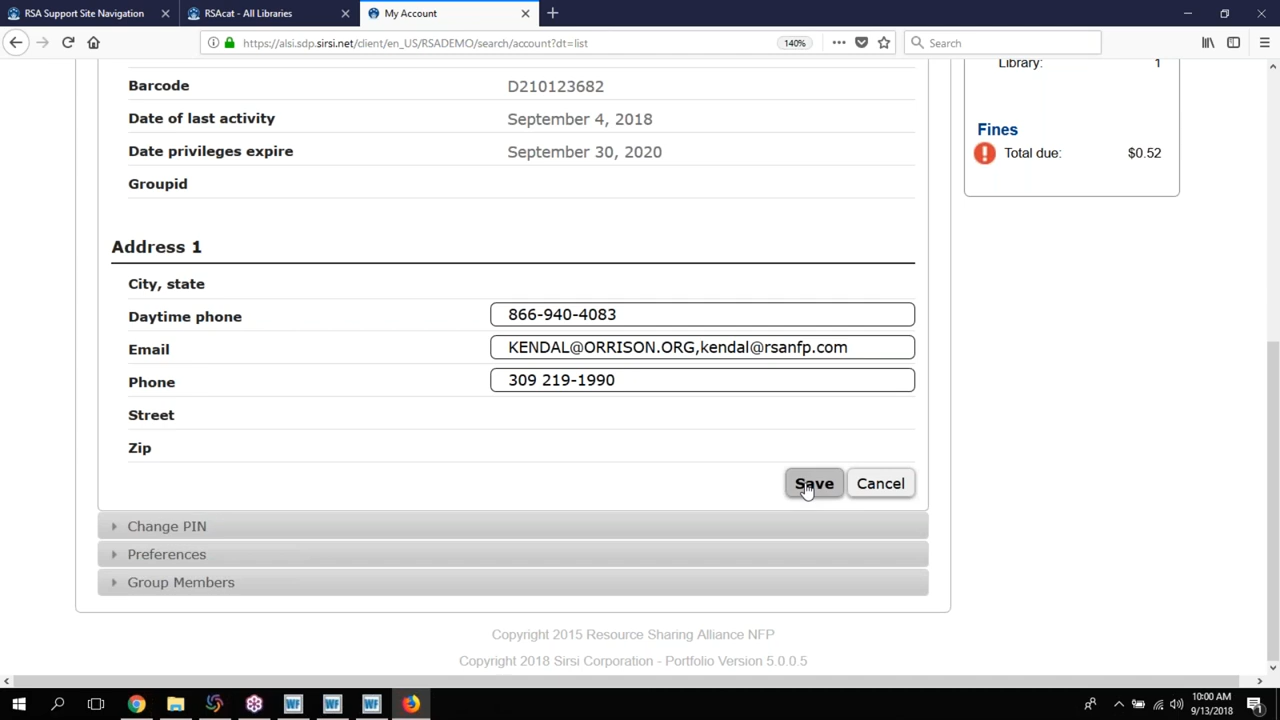 RSA Support Site Navigation
RSAcat - All Libraries
My Account
https://alsi.sdp.sirsi.net/client/en_US/RSADEMO/search/account?dt=list
140%
Search
Barcode D210123682
Date of last activity September 4, 2018
Date privileges expire September 30, 2020
Groupid
Address 1
City, state
Daytime phone 866-940-4083
Email KENDAL@ORRISON.ORG,kendal@rsanfp.com
Phone 309 219-1990
Street
Zip
Save Cancel
Change PIN
Preferences
Group Members
Library: 1
Fines
Total due: $0.52
Copyright 2015 Resource Sharing Alliance NFP
Copyright 2018 Sirsi Corporation - Portfolio Version 5.0.0.5
WF WF WF
10:00 AM
9/13/2018
1